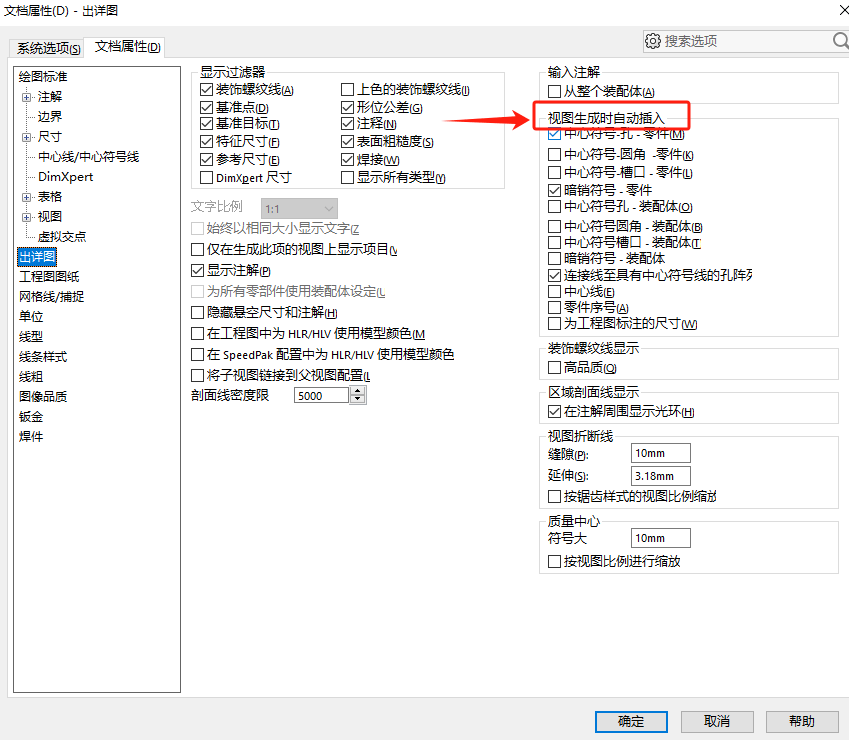 文档属性(D) - 出详图
系统选项(S)
文档属性(D)
搜索选项
绘图标准
注解
边界
尺寸
中心线/中心符号线
DimXpert
表格
视图
虚拟交点
出详图
工程图图纸
网格线/捕捉
单位
线型
线条样式
线粗
图像品质
钣金
焊件
显示过滤器
装饰螺纹线(A)
上色的装饰螺纹线(I)
基准点(D)
形位公差(G)
基准目标(T)
注释(N)
特征尺寸(F)
表面粗糙度(S)
参考尺寸(E)
焊接(W)
DimXpert 尺寸
显示所有类型(Y)
文字比例
1:1
始终以相同大小显示文字(Z
仅在生成此项的视图上显示项目(V
显示注解(P)
为所有零部件使用装配体设定(L
隐藏悬空尺寸和注解(H)
在工程图中为 HLR/HLV 使用模型颜色(M
在 SpeedPak 配置中为 HLR/HLV 使用模型颜色
将子视图链接到父视图配置(L
剖面线密度限
5000
输入注解
从整个装配体(A)
视图生成时自动插入
中心符号-孔 - 零件(M)
中心符号-圆角 -零件(K)
中心符号-槽口 - 零件(L)
暗销符号 - 零件
中心符号孔 - 装配体(O)
中心符号圆角 - 装配体(B)
中心符号槽口 - 装配体(T
暗销符号 - 装配体
连接线至具有中心符号线的孔阵列
中心线(E)
零件序号(A)
为工程图标注的尺寸(W)
装饰螺纹线显示
高品质(Q)
区域剖面线显示
在注解周围显示光环(H)
视图折断线
缝隙(P):
10mm
延伸(S):
3.18mm
按锯齿样式的视图比例缩放
质量中心
符号大
10mm
按视图比例进行缩放
确定
取消
帮助